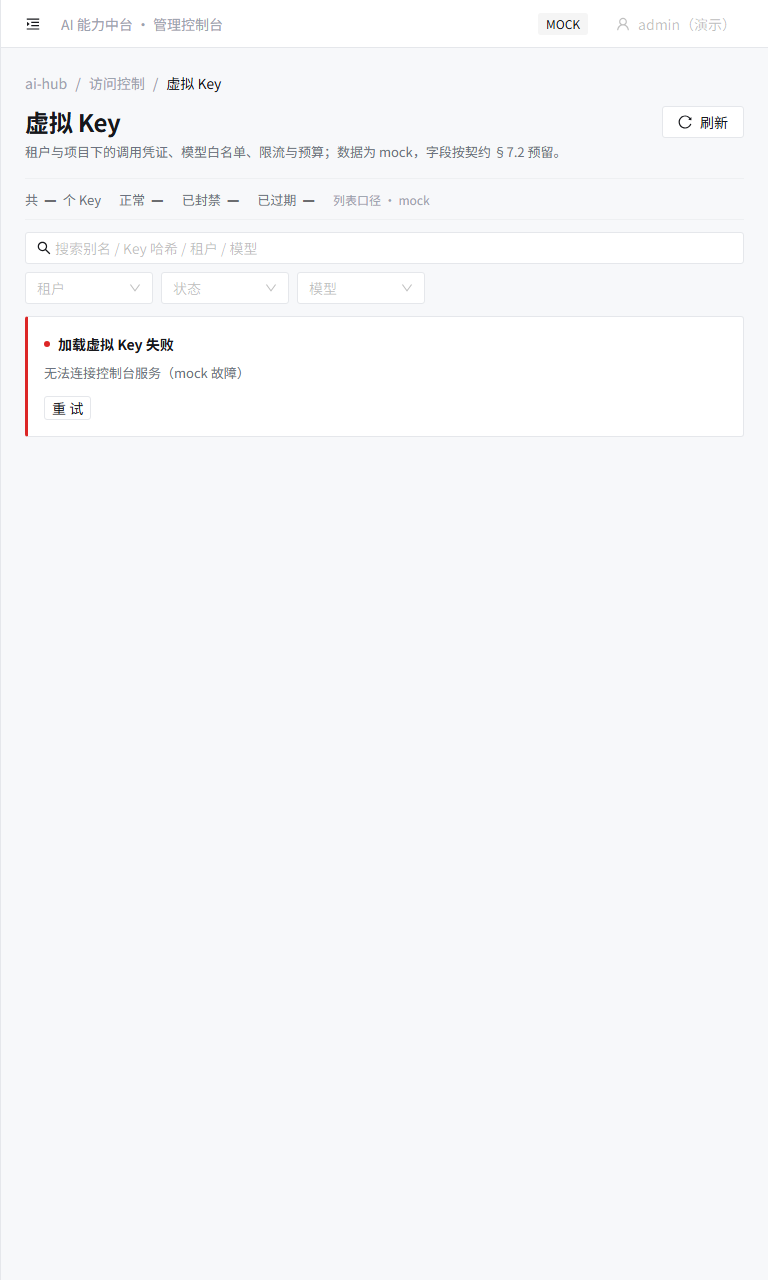 AI 能力中台 · 管理控制台 MOCK admin（演示）
ai-hub / 访问控制 / 虚拟 Key
虚拟 Key 刷新
租户与项目下的调用凭证、模型白名单、限流与预算；数据为 mock，字段按契约 §7.2 预留。
共 — 个 Key 正常 — 已封禁 — 已过期 — 列表口径 · mock
搜索别名 / Key 哈希 / 租户 / 模型
租户 状态 模型
加载虚拟 Key 失败
无法连接控制台服务（mock 故障）
重 试